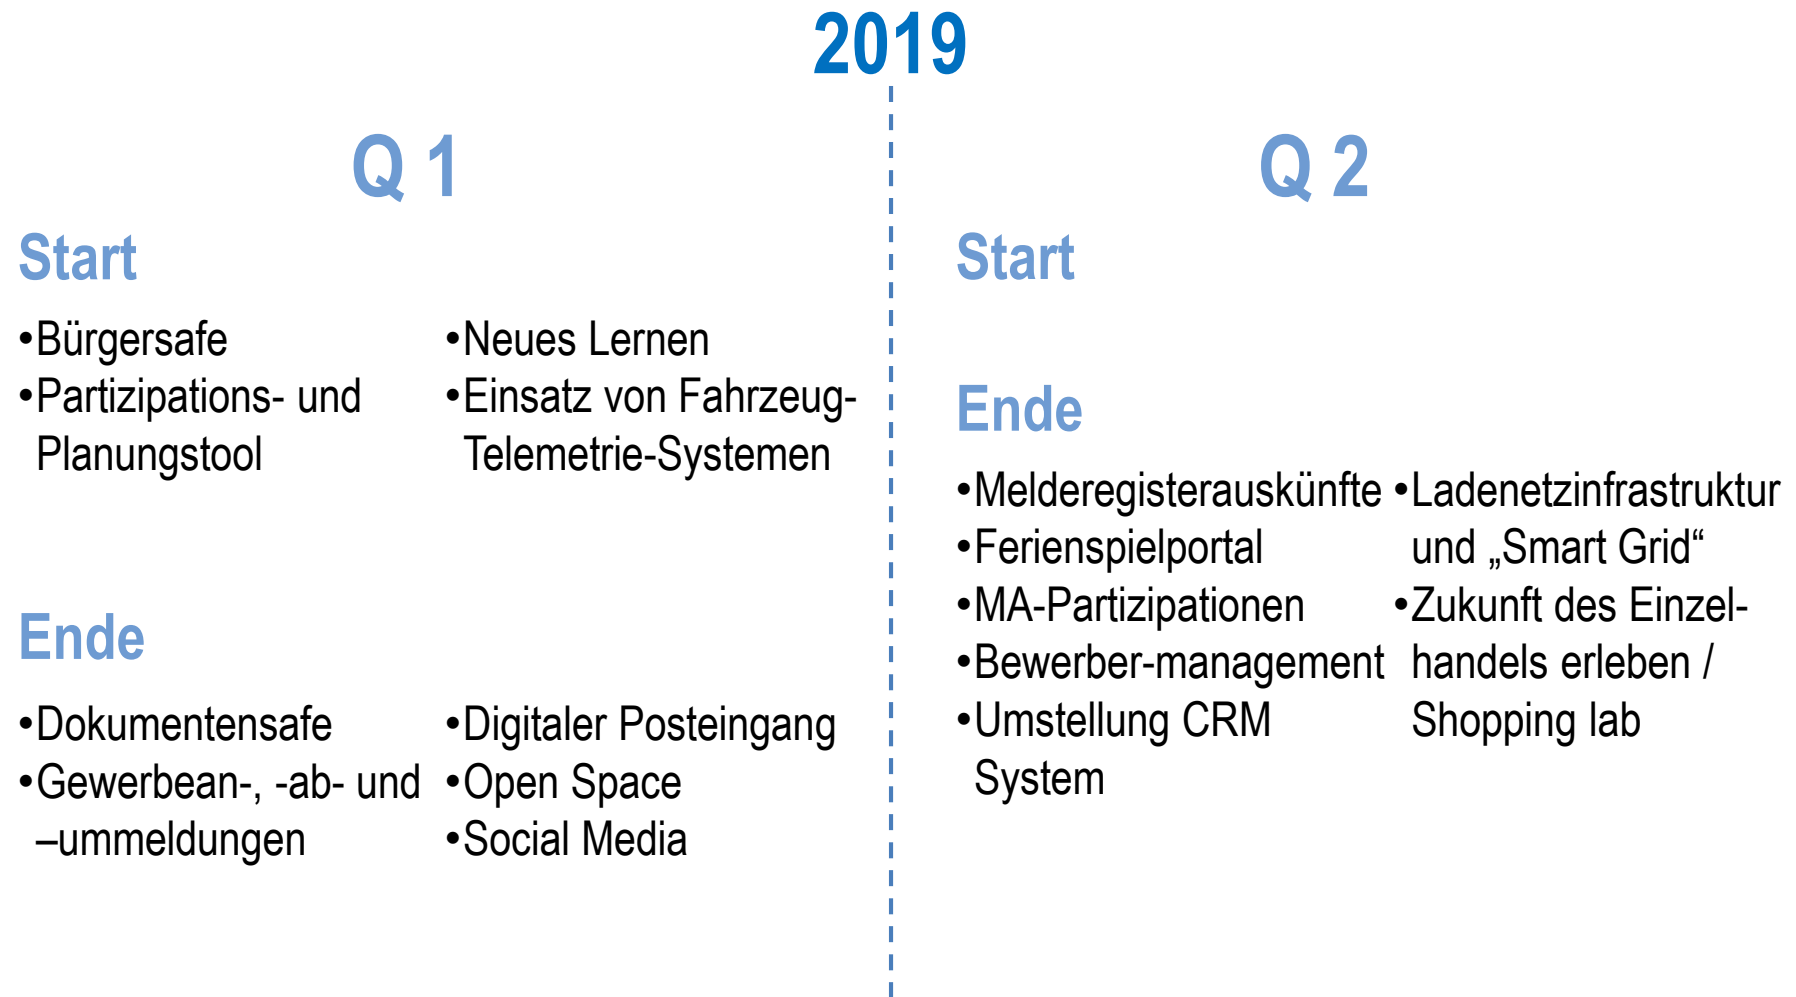 2019
Q 1
Start
•Bürgersafe
•Partizipations- und
Planungstool
•Neues Lernen
•Einsatz von Fahrzeug-
Telemetrie-Systemen
Ende
•Dokumentensafe
•Gewerbean-, -ab- und
–ummeldungen
•Digitaler Posteingang
•Open Space
•Social Media
Q 2
Start
Ende
•Melderegisterauskünfte
•Ferienspielportal
•MA-Partizipationen
•Bewerber-management
•Umstellung CRM
System
•Ladenetzinfrastruktur
und „Smart Grid“
•Zukunft des Einzel-
handels erleben /
Shopping lab